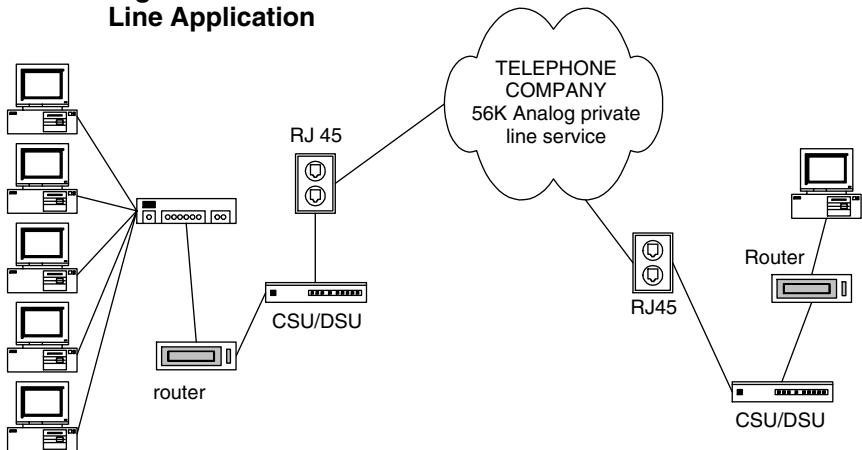 Line Application
TELEPHONE
COMPANY
56K Analog private
line service
RJ 45
CSU/DSU
router
Router
RJ45
CSU/DSU